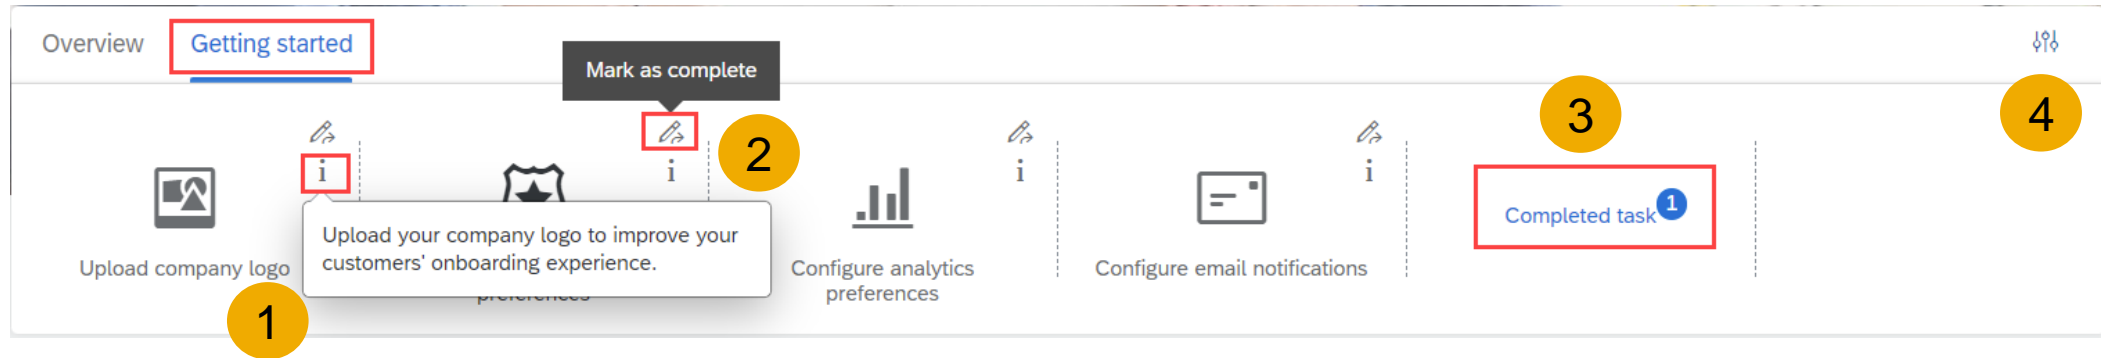 Overview Getting started
Mark as complete
3
4
2
i i i i
Upload your company logo to improve your
customers' onboarding experience.
Completed task 1
Upload company logo
Configure analytics
preferences
Configure email notifications
preferences
1